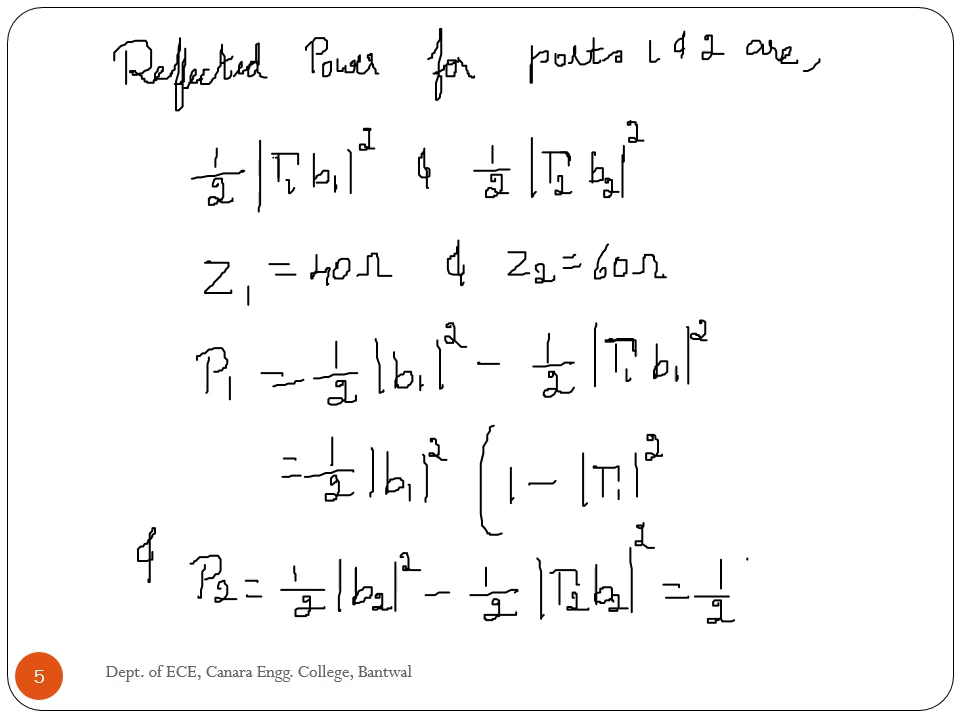 Reflected Power for ports 1 & 2 are,
1/2 |Γ₁ b₁|² & 1/2 |Γ₂ b₂|²
Z₁ = 40Ω & Z₂ = 60Ω
P₁ = 1/2 |b₁|² - 1/2 |Γ₁ b₁|²
= 1/2 |b₁|² (1 - |Γ₁|²
& P₂ = 1/2 |b₂|² - 1/2 |Γ₂ b₂|² = 1/2
5 Dept. of ECE, Canara Engg. College, Bantwal